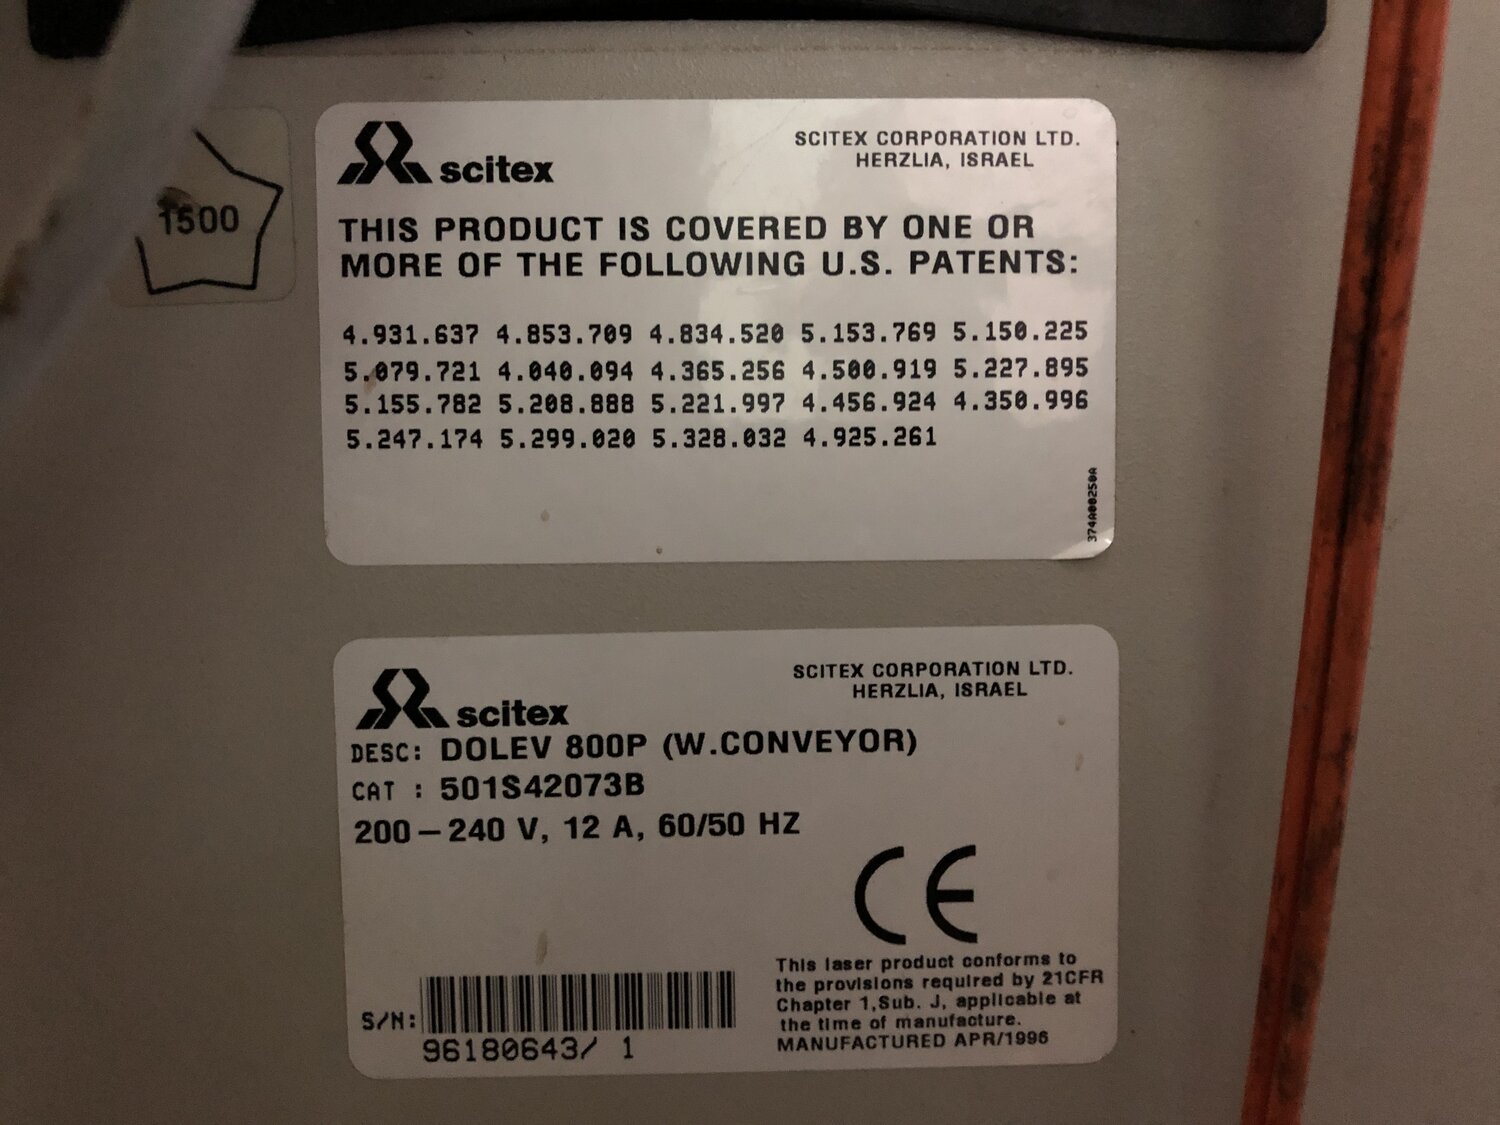 1500
scitex
SCITEX CORPORATION LTD.
HERZLIA, ISRAEL
THIS PRODUCT IS COVERED BY ONE OR
MORE OF THE FOLLOWING U.S. PATENTS:
4.931.637 4.853.709 4.834.520 5.153.769 5.150.225
5.079.721 4.040.094 4.365.256 4.500.919 5.227.895
5.155.782 5.208.888 5.221.997 4.456.924 4.350.996
5.247.174 5.299.020 5.328.032 4.925.261
374A00250A
scitex
SCITEX CORPORATION LTD.
HERZLIA, ISRAEL
DESC: DOLEV 800P (W.CONVEYOR)
CAT : 501S42073B
200-240 V, 12 A, 60/50 HZ
CE
This laser product conforms to
the provisions required by 21CFR
Chapter 1,Sub. J, applicable at
the time of manufacture.
MANUFACTURED APR/1996
S/N:
96180643/ 1